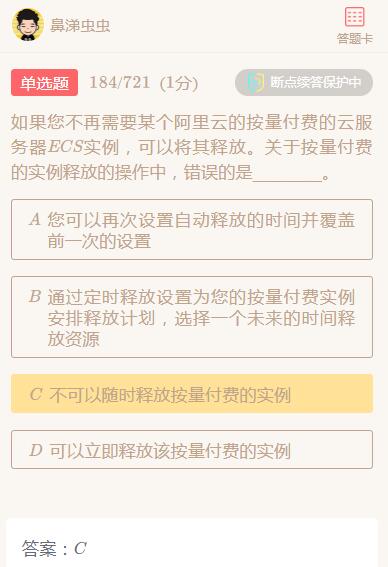 鼻涕虫虫
答题卡
单选题 184/721 (1分) 断点续答保护中
如果您不再需要某个阿里云的按量付费的云服
务器ECS实例，可以将其释放。关于按量付费
的实例释放的操作中，错误的是________。
A 您可以再次设置自动释放的时间并覆盖
前一次的设置
B 通过定时释放设置为您的按量付费实例
安排释放计划，选择一个未来的时间释
放资源
C 不可以随时释放按量付费的实例
D 可以立即释放该按量付费的实例
答案：C